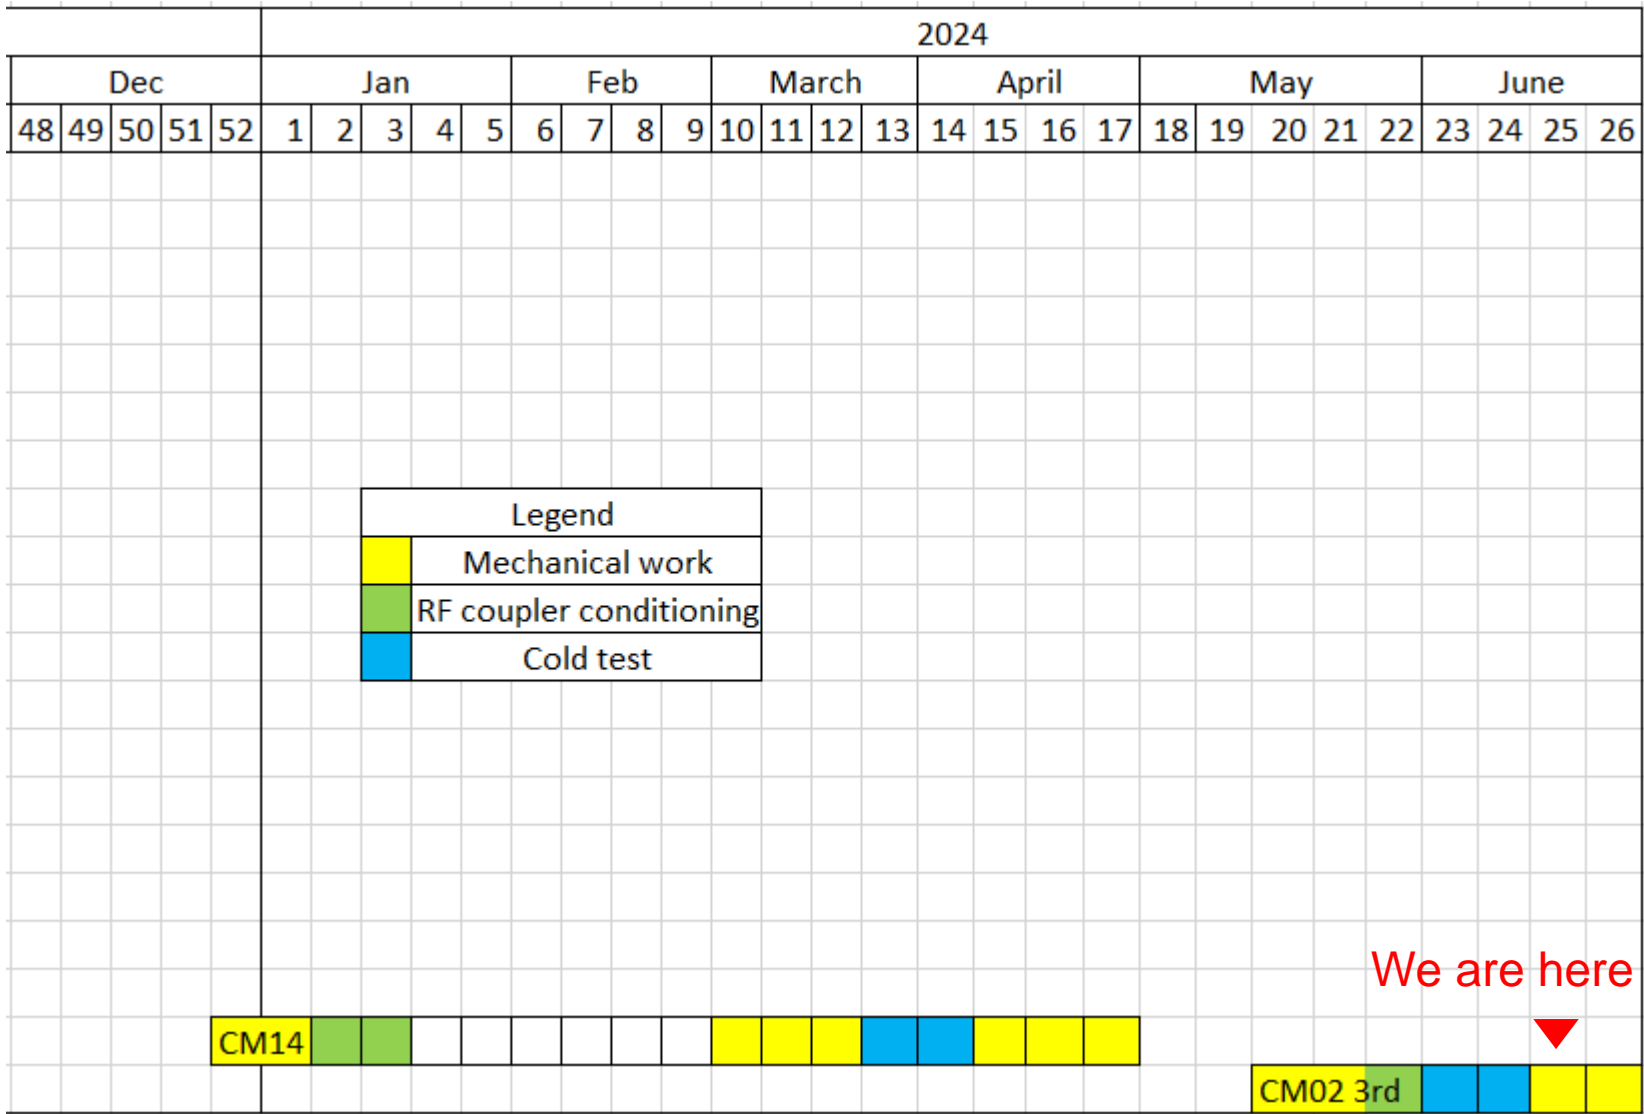 2024
Dec Jan Feb March April May June
48 49 50 51 52 1 2 3 4 5 6 7 8 9 10 11 12 13 14 15 16 17 18 19 20 21 22 23 24 25 26
Legend
Mechanical work
RF coupler conditioning
Cold test
We are here
CM14
CM02 3rd